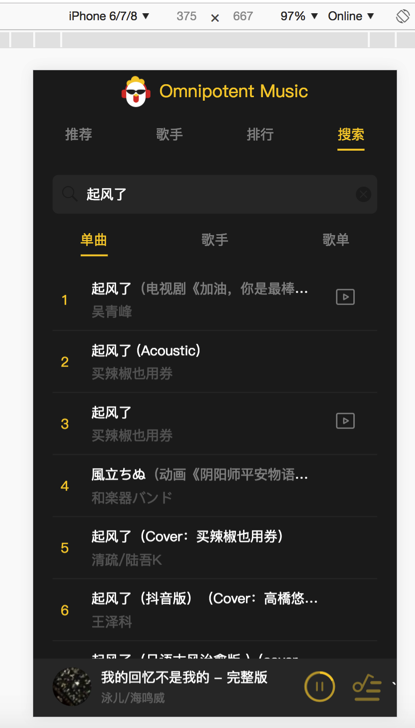 iPhone 6/7/8 ▼ 375 × 667 97% ▼ Online ▼
Omnipotent Music
推荐 歌手 排行 搜索
起风了
单曲 歌手 歌单
1 起风了（电视剧《加油，你是最棒...
吴青峰
2 起风了 (Acoustic)
买辣椒也用券
3 起风了
买辣椒也用券
4 風立ちぬ（动画《阴阳师平安物语...
和楽器バンド
5 起风了（Cover：买辣椒也用券）
清疏/陆吾K
6 起风了（抖音版）（Cover：高橋悠...
王泽科
我的回忆不是我的 – 完整版
泳儿/海鸣威